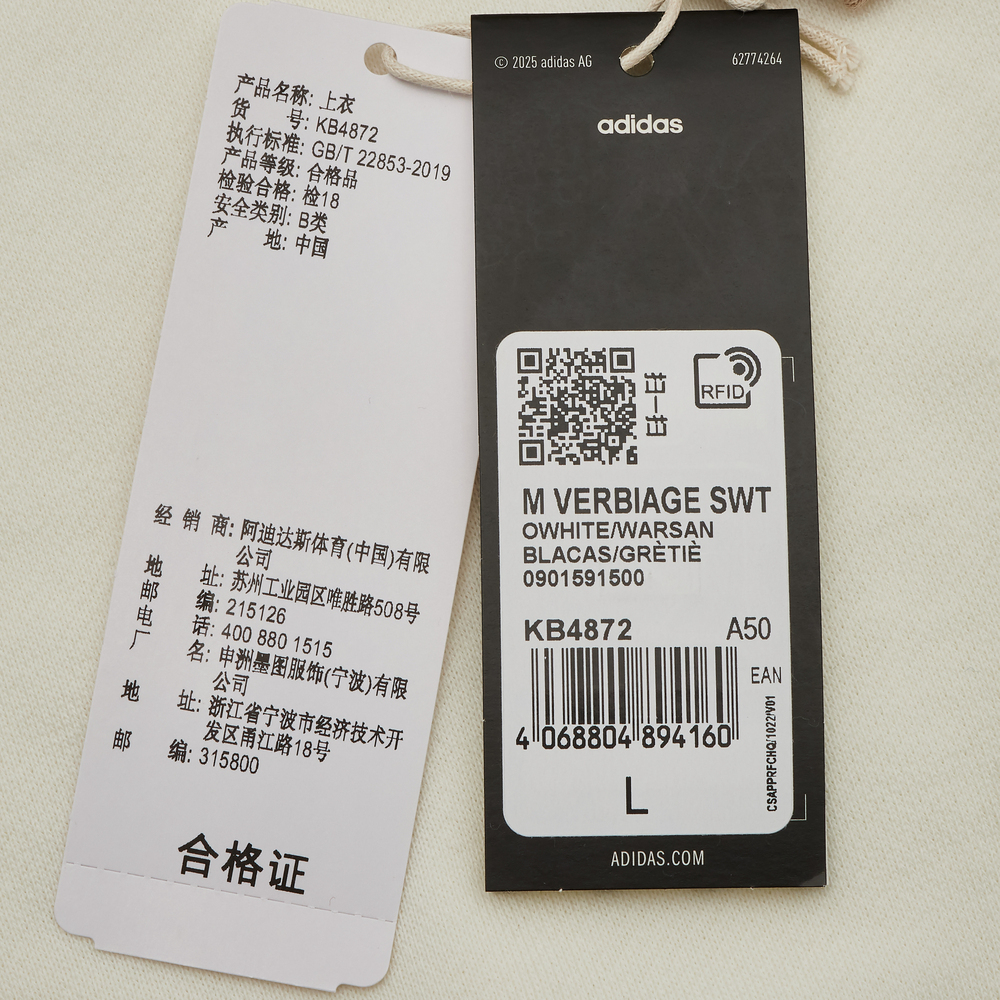 产品名称: 上衣
货 号: KB4872
执行标准: GB/T 22853-2019
产品等级: 合格品
检验合格: 检18
安全类别: B类
产 地: 中国
经 销 商: 阿迪达斯体育(中国)有限
公司
地 址: 苏州工业园区唯胜路508号
邮 编: 215126
电 话: 400 880 1515
厂 名: 申洲墨图服饰(宁波)有限
公司
地 址: 浙江省宁波市经济技术开
发区甬江路18号
邮 编: 315800
合格证
© 2025 adidas AG
62774264
adidas
RFID
M VERBIAGE SWT
OWHITE/WARSAN
BLACAS/GRÈTIÈ
0901591500
KB4872 A50
EAN
4 068804 894160
CSAPPRFCHQ/1022/V01
L
ADIDAS.COM